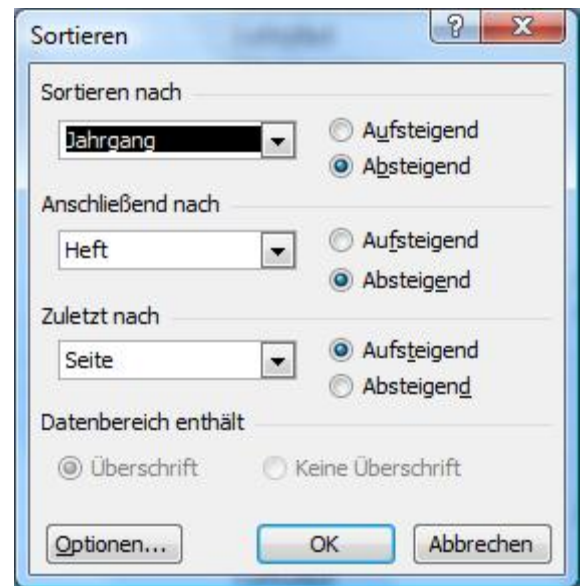 Sortieren
Sortieren nach
Jahrgang
Aufsteigend
Absteigend
Anschließend nach
Heft
Aufsteigend
Absteigend
Zuletzt nach
Seite
Aufsteigend
Absteigend
Datenbereich enthält
Überschrift Keine Überschrift
Optionen... OK Abbrechen